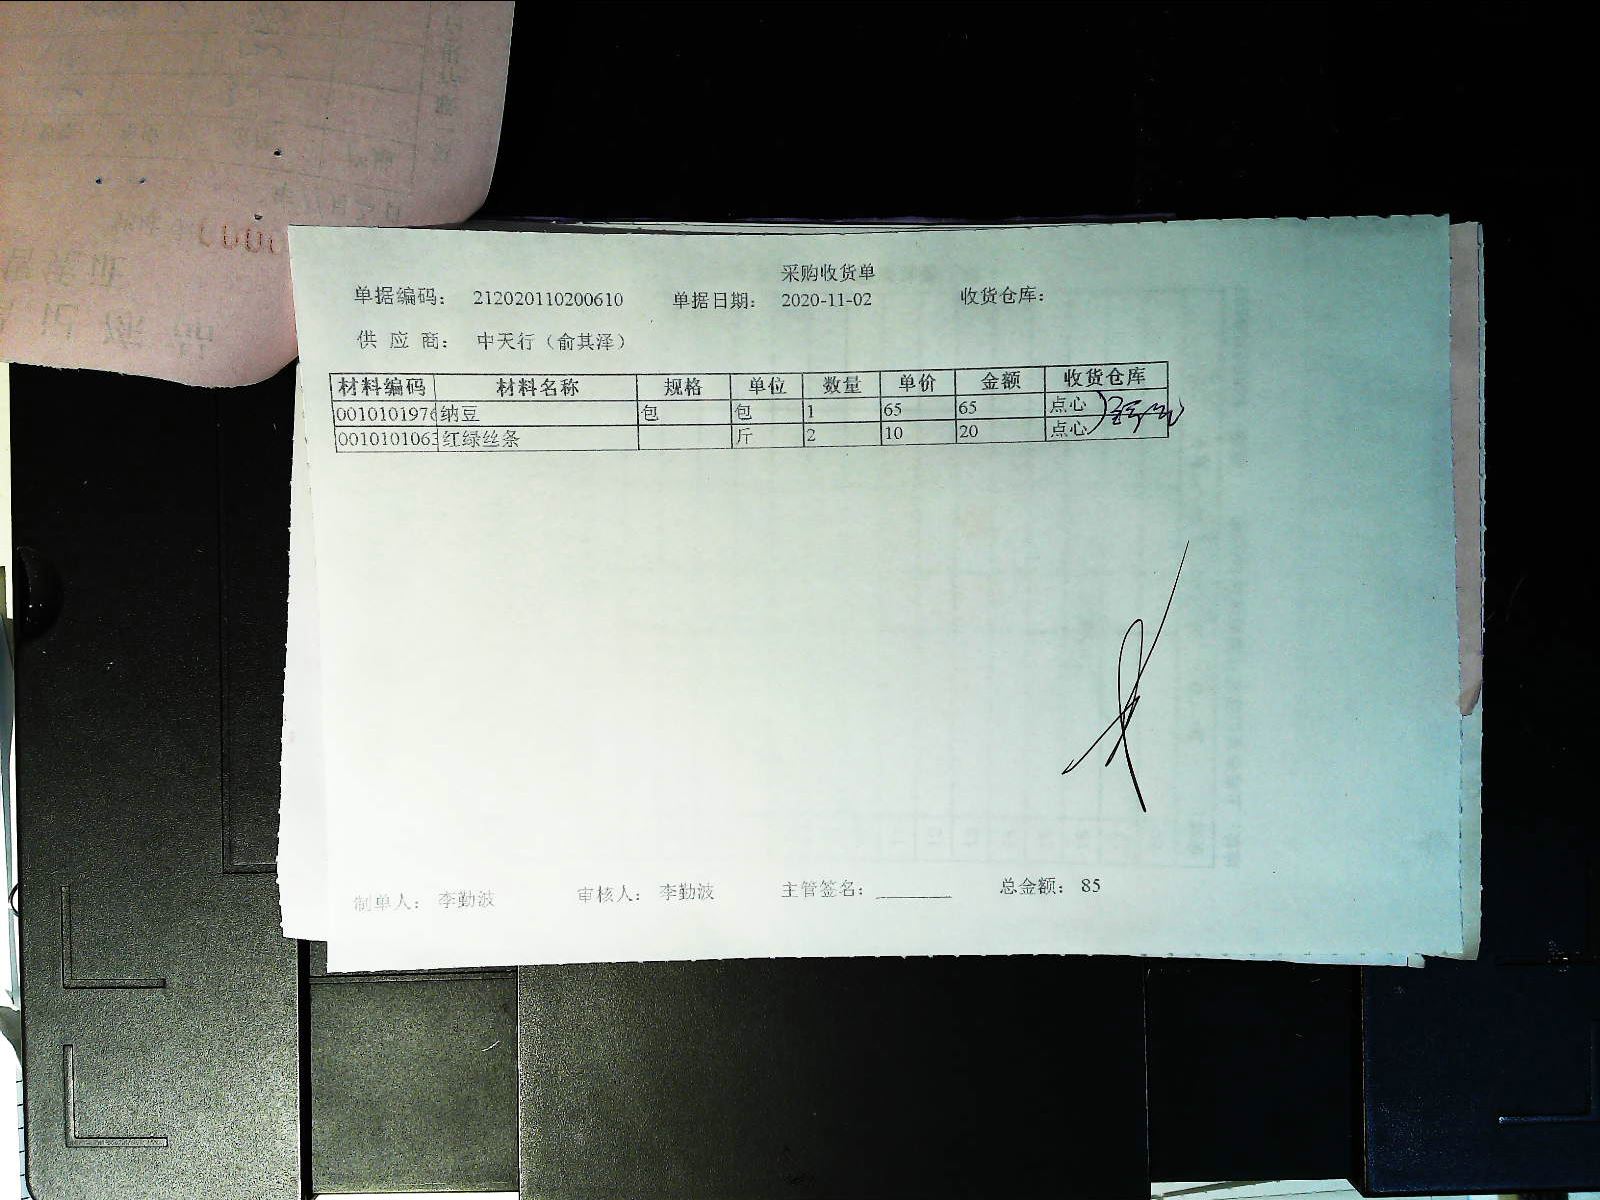 采购收货单
单据编码: 212020110200610 单据日期: 2020-11-02 收货仓库:
供 应 商: 中天行（俞其泽）
材料编码 材料名称 规格 单位 数量 单价 金额 收货仓库
0010101976 纳豆 包 包 1 65 65 点心
001010106 红绿丝条 斤 2 10 20 点心
制单人: 李勤波 审核人: 李勤波 主管签名: 总金额: 85